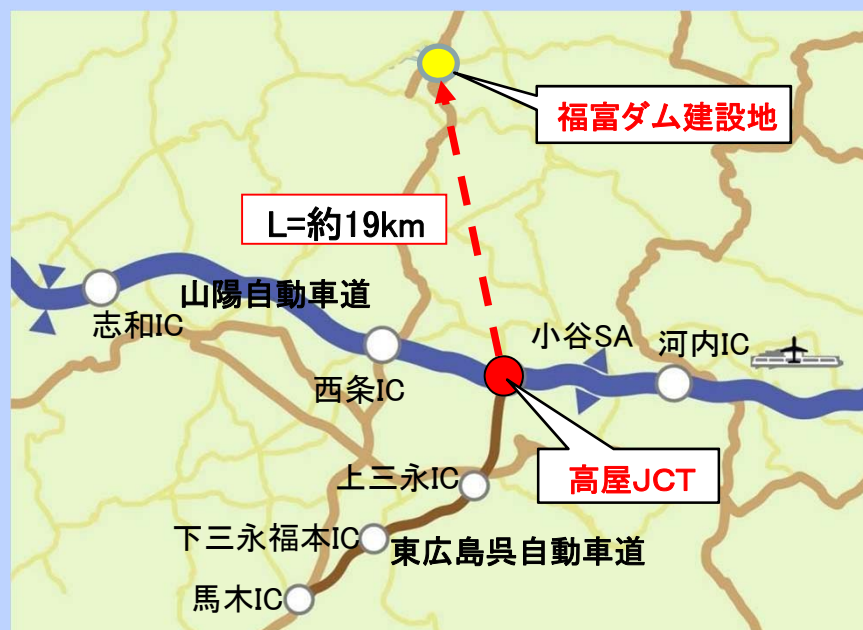 福富ダム建設地
L=約19km
山陽自動車道
志和IC
小谷SA
河内IC
西条IC
高屋JCT
上三永IC
下三永福本IC
東広島呉自動車道
馬木IC